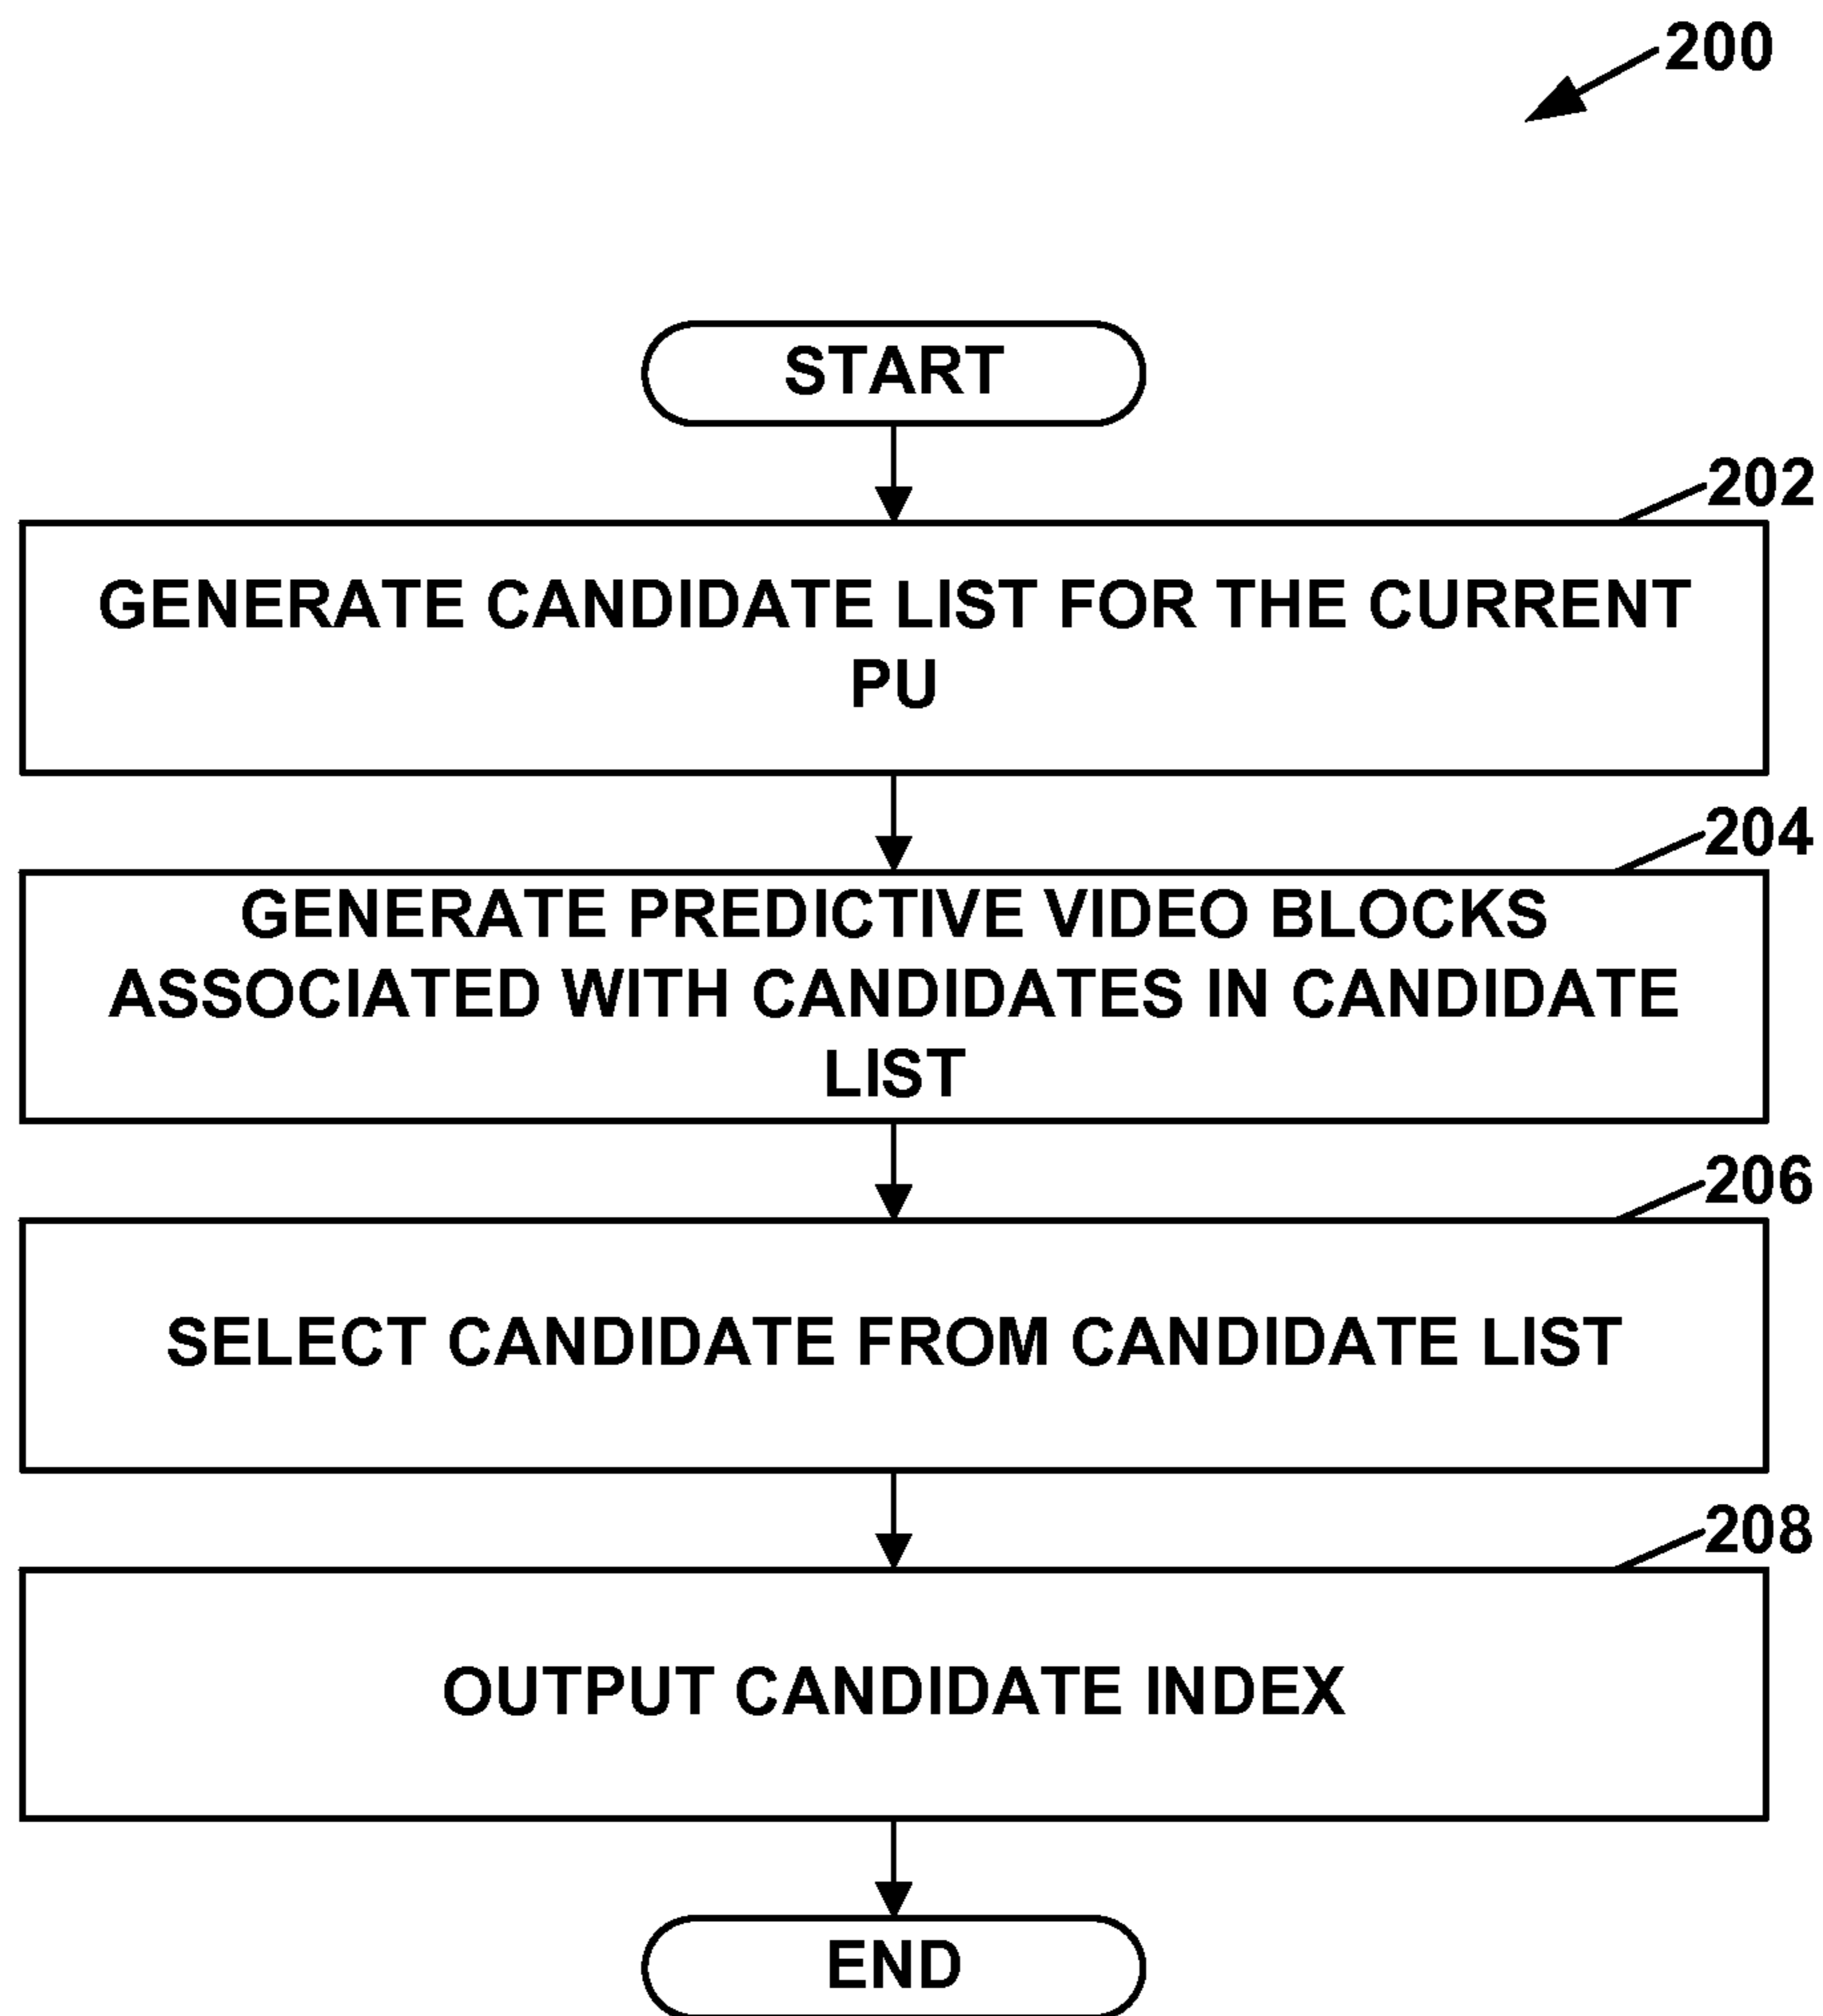 200
START
202
GENERATE CANDIDATE LIST FOR THE CURRENT
PU
204
GENERATE PREDICTIVE VIDEO BLOCKS
ASSOCIATED WITH CANDIDATES IN CANDIDATE
LIST
206
SELECT CANDIDATE FROM CANDIDATE LIST
208
OUTPUT CANDIDATE INDEX
END